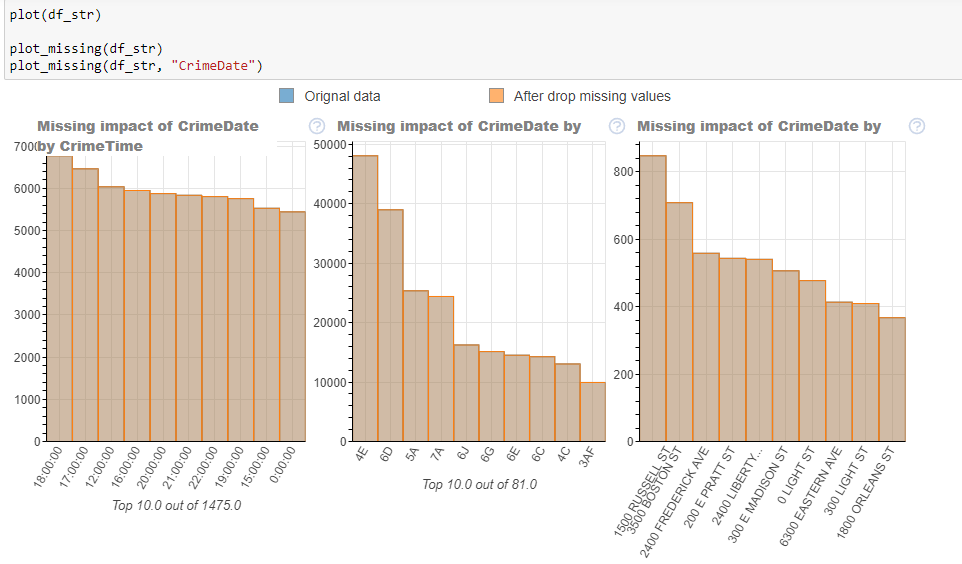 plot(df_str)
plot_missing(df_str)
plot_missing(df_str, "CrimeDate")
Orignal data
After drop missing values
Missing impact of CrimeDate
by CrimeTime
?
7000
6000
5000
4000
3000
2000
1000
0
18:00:00
17:00:00
12:00:00
16:00:00
20:00:00
21:00:00
22:00:00
19:00:00
15:00:00
0:00:00
Top 10.0 out of 1475.0
Missing impact of CrimeDate by
?
50000
40000
30000
20000
10000
0
4E
6D
5A
7A
6J
6G
6E
6C
4C
3AF
Top 10.0 out of 81.0
Missing impact of CrimeDate by
?
800
600
400
200
0
1500 RUSSELL ST
3500 BOSTON ST
2400 FREDERICK AVE
200 E PRATT ST
2400 LIBERTY...
300 E MADISON ST
0 LIGHT ST
6300 EASTERN AVE
300 LIGHT ST
1800 ORLEANS ST